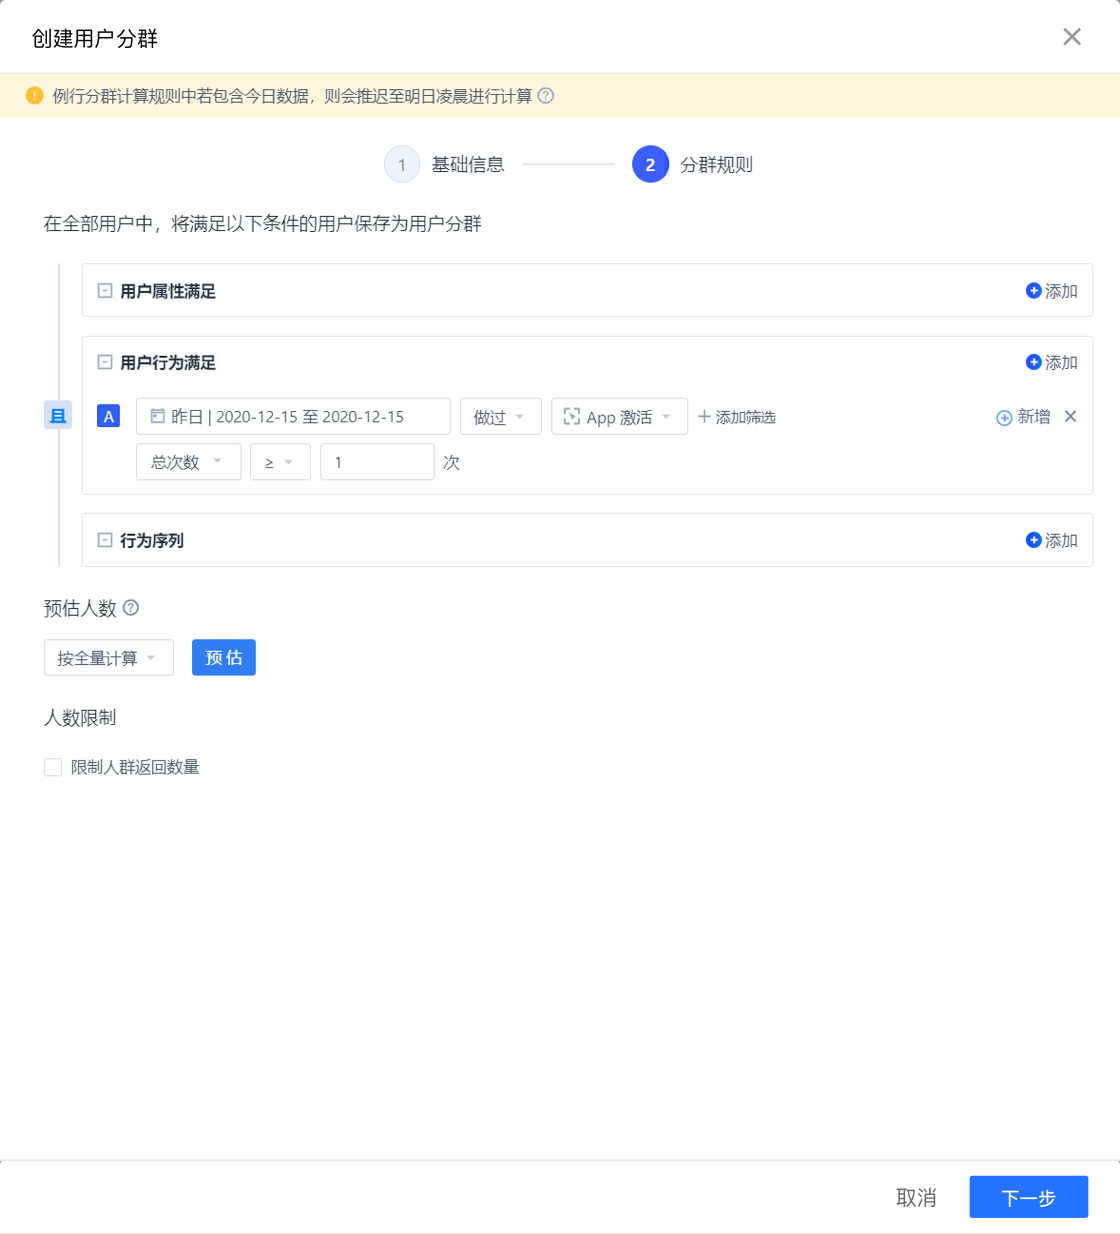 创建用户分群
例行分群计算规则中若包含今日数据，则会推迟至明日凌晨进行计算
1 基础信息 2 分群规则
在全部用户中，将满足以下条件的用户保存为用户分群
用户属性满足 添加
用户行为满足 添加
且 A 昨日 | 2020-12-15 至 2020-12-15 做过 App 激活 添加筛选 新增
总次数 ≥ 1 次
行为序列 添加
预估人数
按全量计算 预估
人数限制
限制人群返回数量
取消 下一步